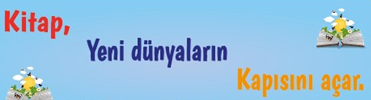 Kitap,
Yeni dünyaların
Kapısını açar.